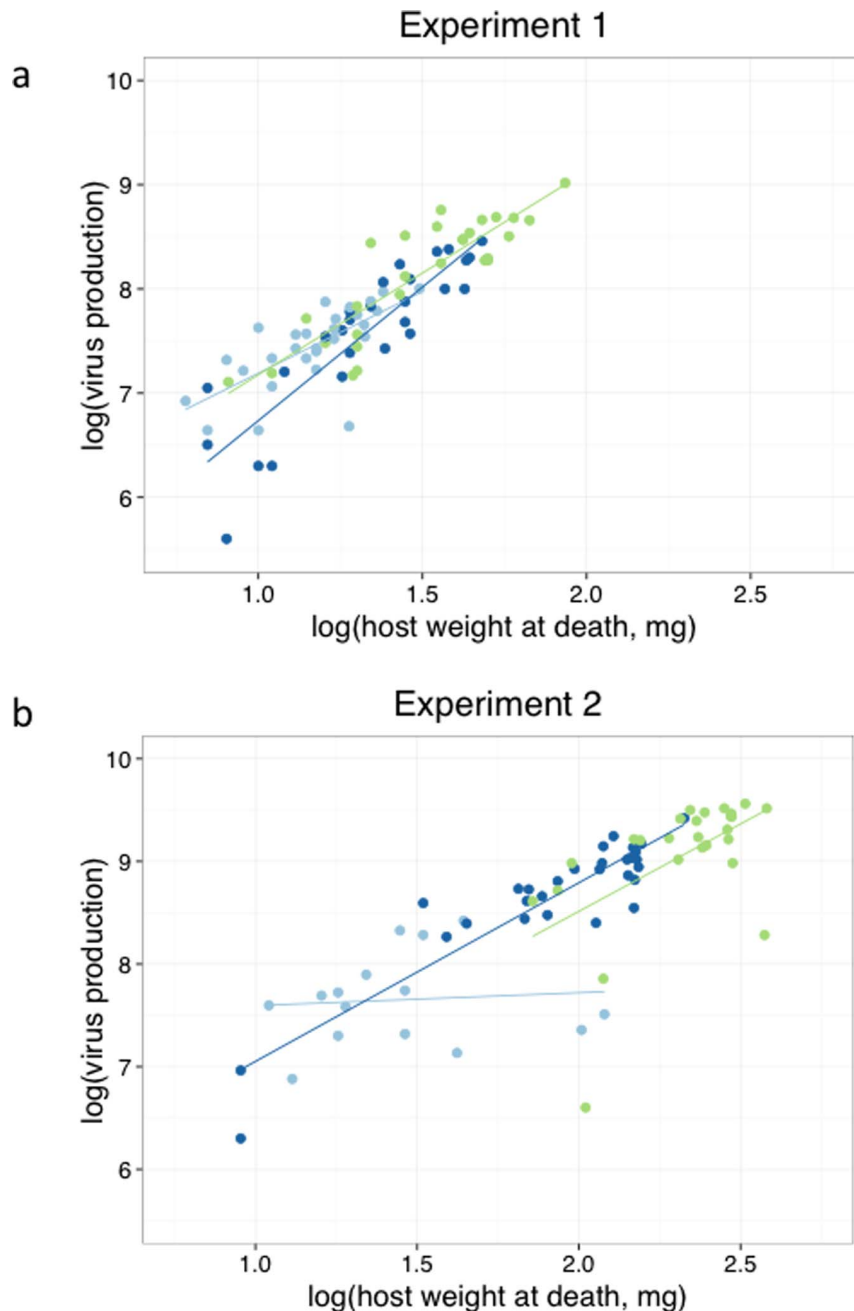 Experiment 1
a
10
9
8
7
6
log(virus production)
1.0 1.5 2.0 2.5
log(host weight at death, mg)
Experiment 2
b
10
9
8
7
6
log(virus production)
1.0 1.5 2.0 2.5
log(host weight at death, mg)